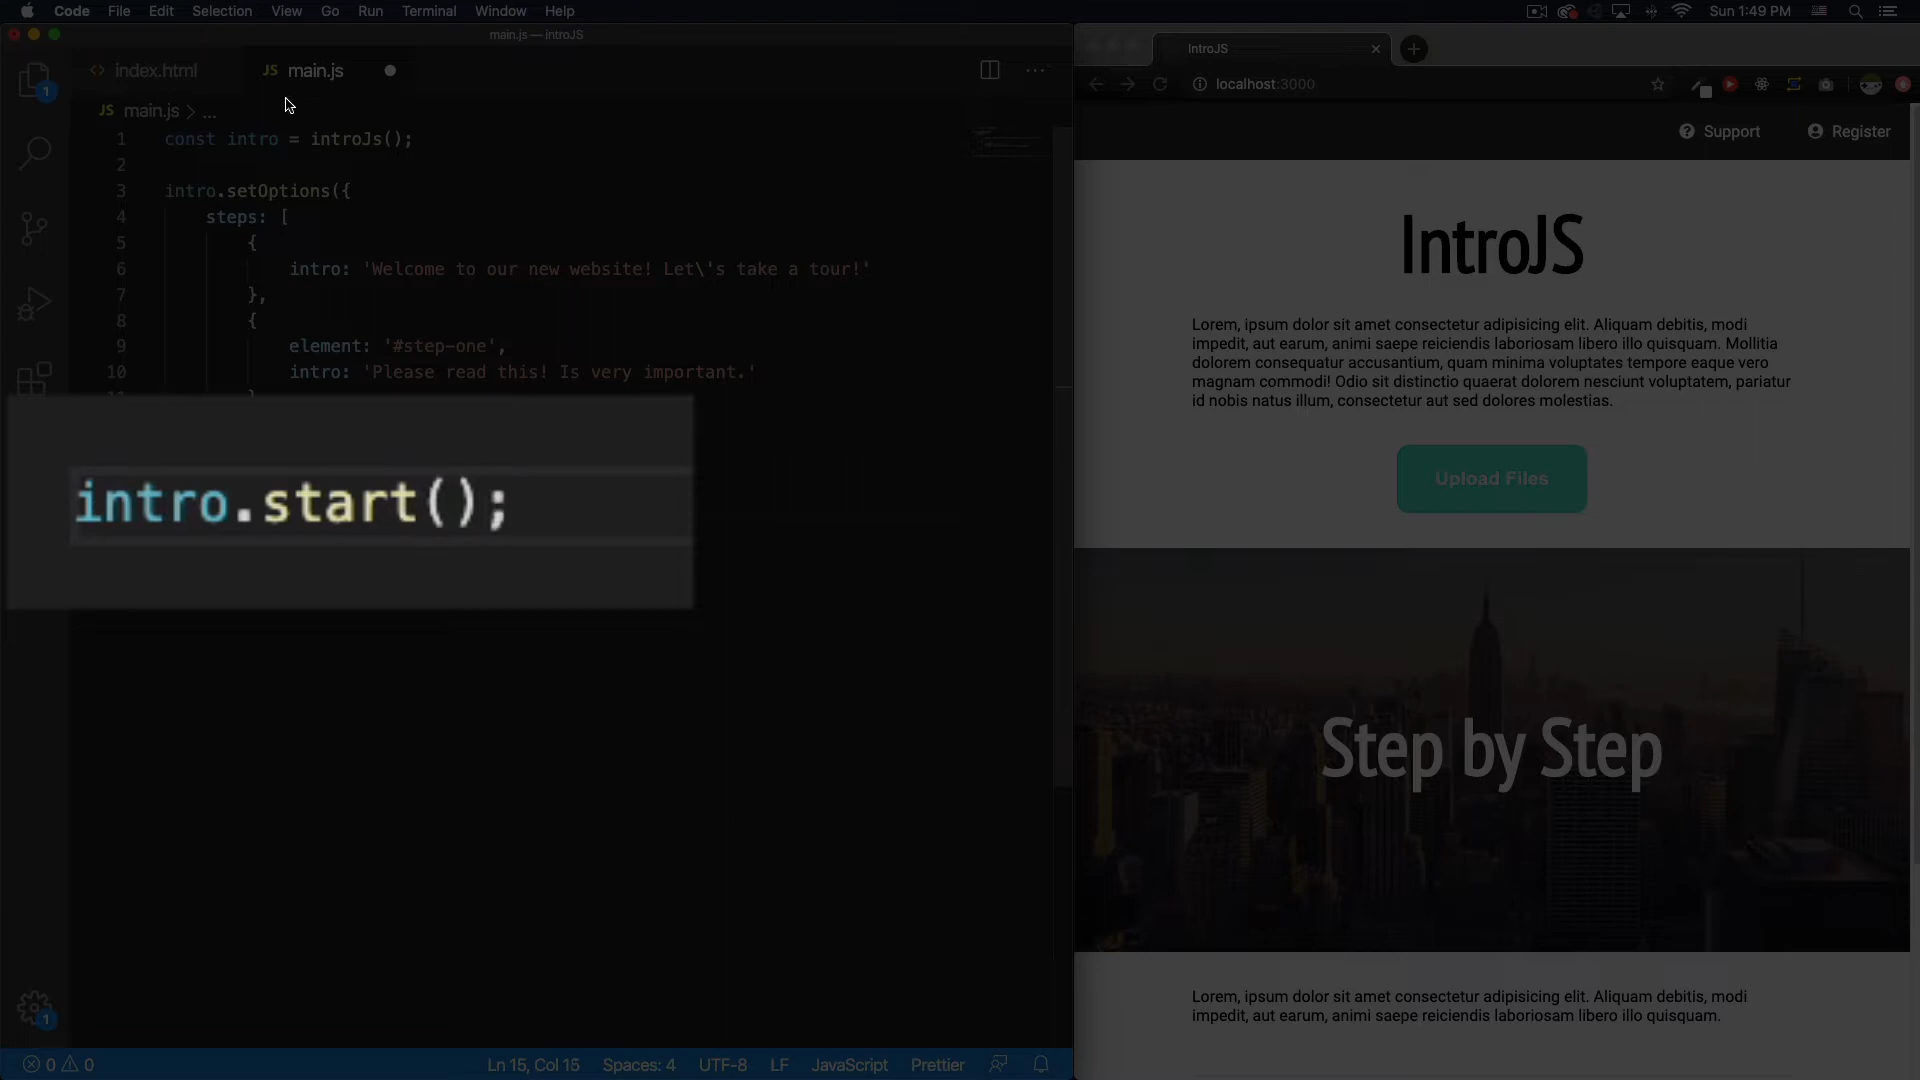 Code File Edit Selection View Go Run Terminal Window Help
Sun 1:49 PM
main.js — introJS
index.html
JS main.js
JS main.js > ...
1 const intro = introJs();
2
3 intro.setOptions({
4 steps: [
5 {
6 intro: 'Welcome to our new website! Let\'s take a tour!'
7 },
8 {
9 element: '#step-one',
10 intro: 'Please read this! Is very important.'
intro.start();
1
0 0
Ln 15, Col 15 Spaces: 4 UTF-8 LF JavaScript Prettier
IntroJS
localhost:3000
Support Register
IntroJS
Lorem, ipsum dolor sit amet consectetur adipisicing elit. Aliquam debitis, modi
impedit, aut earum, animi saepe reiciendis laboriosam libero illo quisquam. Mollitia
dolorem consequatur accusantium, quam minima voluptates tempore eaque vero
magnam commodi! Odio sit distinctio quaerat dolorem nesciunt voluptatem, pariatur
id nobis natus illum, consectetur aut sed dolores molestias.
Upload Files
Step by Step
Lorem, ipsum dolor sit amet consectetur adipisicing elit. Aliquam debitis, modi
impedit, aut earum, animi saepe reiciendis laboriosam libero illo quisquam.